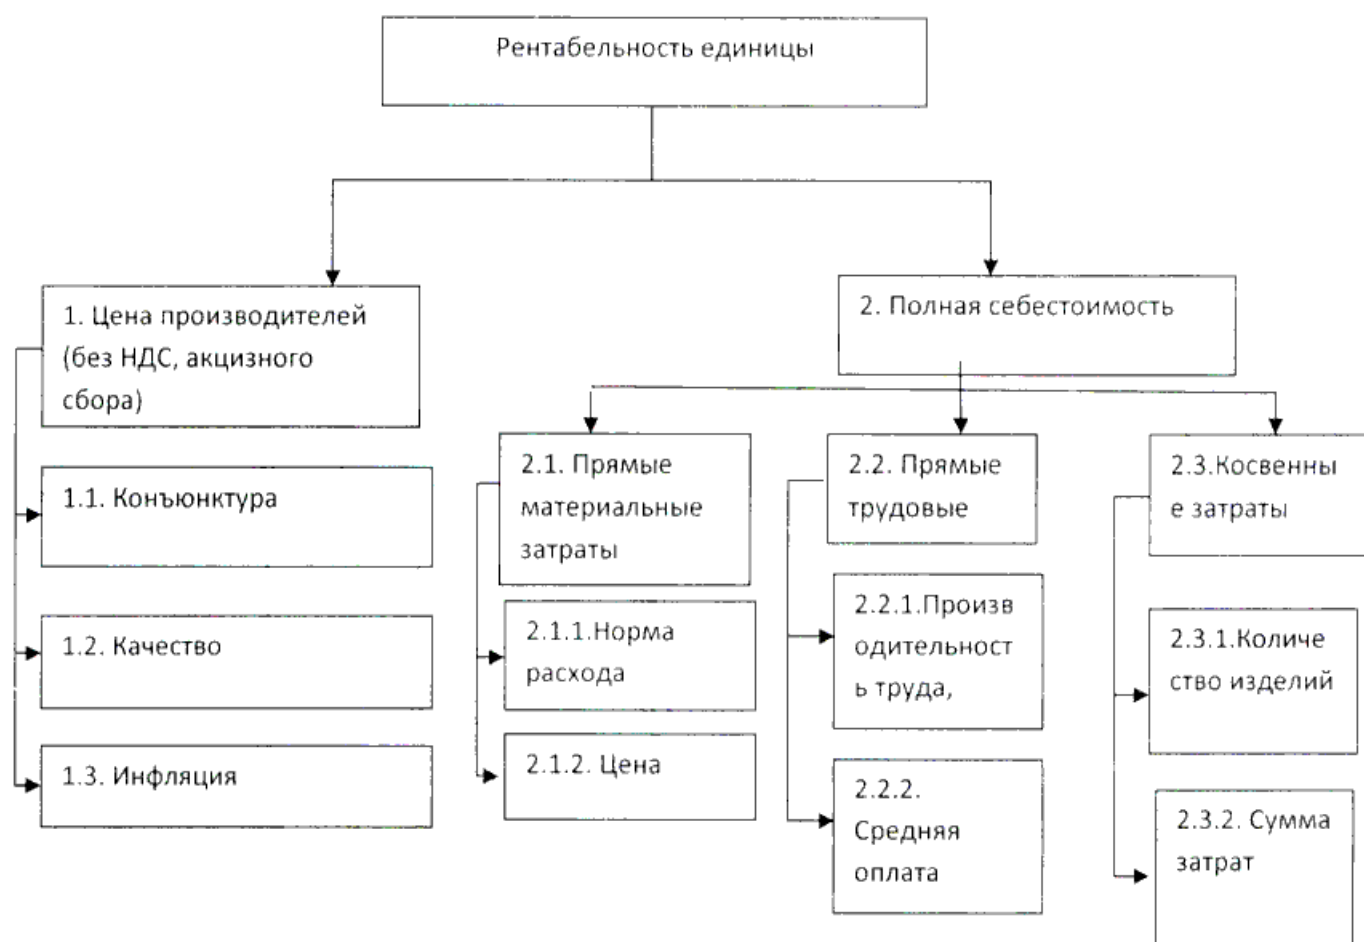 Рентабельность единицы
1. Цена производителей
(без НДС, акцизного
сбора)
1.1. Конъюнктура
1.2. Качество
1.3. Инфляция
2. Полная себестоимость
2.1. Прямые
материальные
затраты
2.1.1.Норма
расхода
2.1.2. Цена
2.2. Прямые
трудовые
2.2.1.Произв
одительност
ь труда,
2.2.2.
Средняя
оплата
2.3.Косвенны
е затраты
2.3.1.Количе
ство изделий
2.3.2. Сумма
затрат